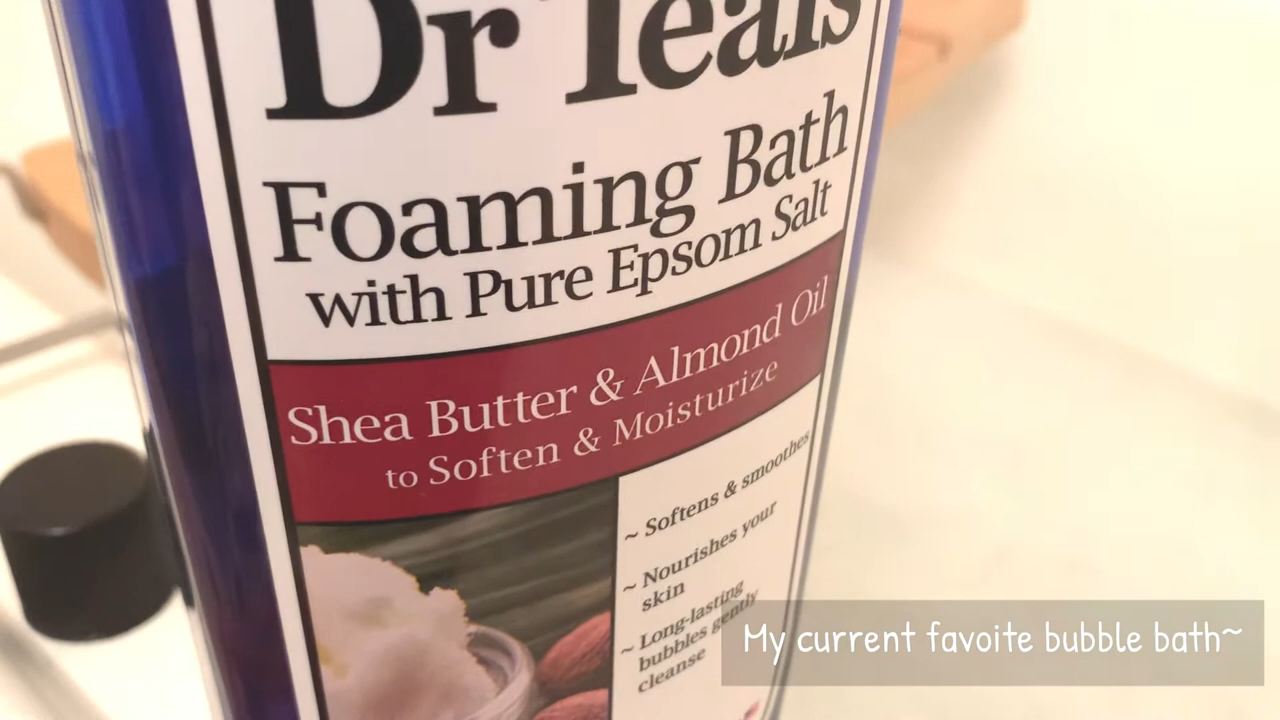 Dr Teal's
Foaming Bath
with Pure Epsom Salt
Shea Butter & Almond Oil
to Soften & Moisturize
~ Softens & smoothes
~ Nourishes your
skin
~ Long-lasting
bubbles gently
cleanse
My current favoite bubble bath~